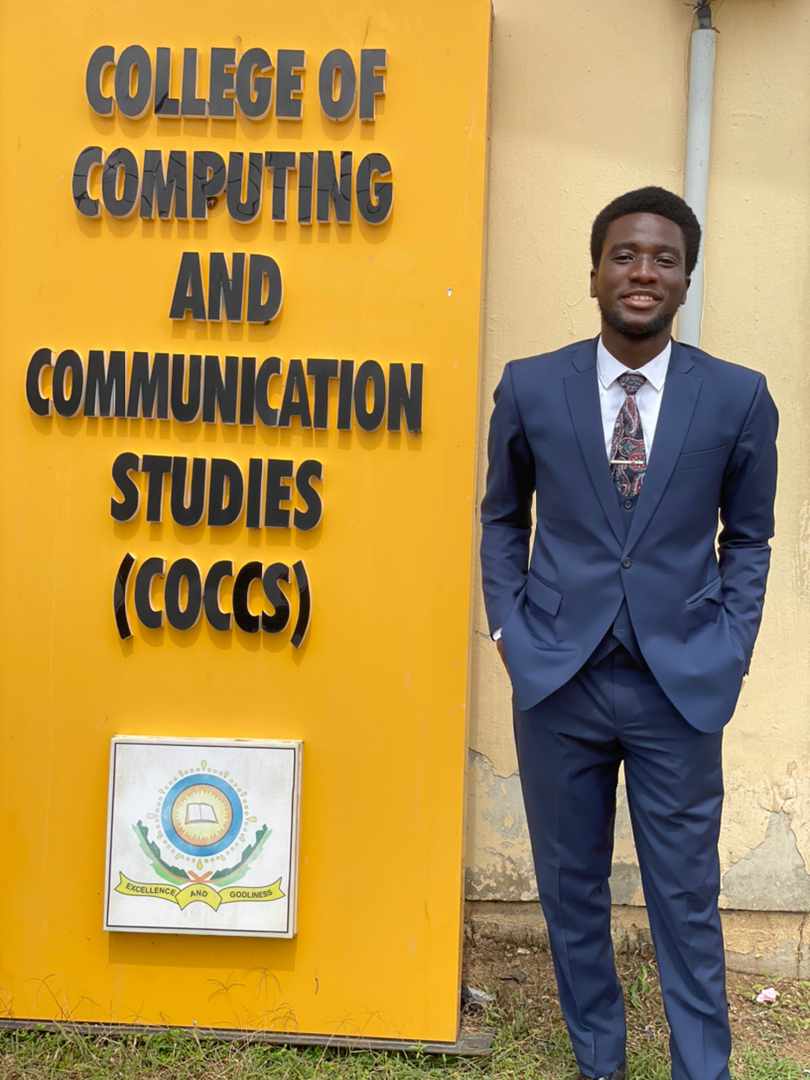 COLLEGE OF
COMPUTING
AND
COMMUNICATION
STUDIES
(COCCS)
EXCELLENCE AND GODLINESS